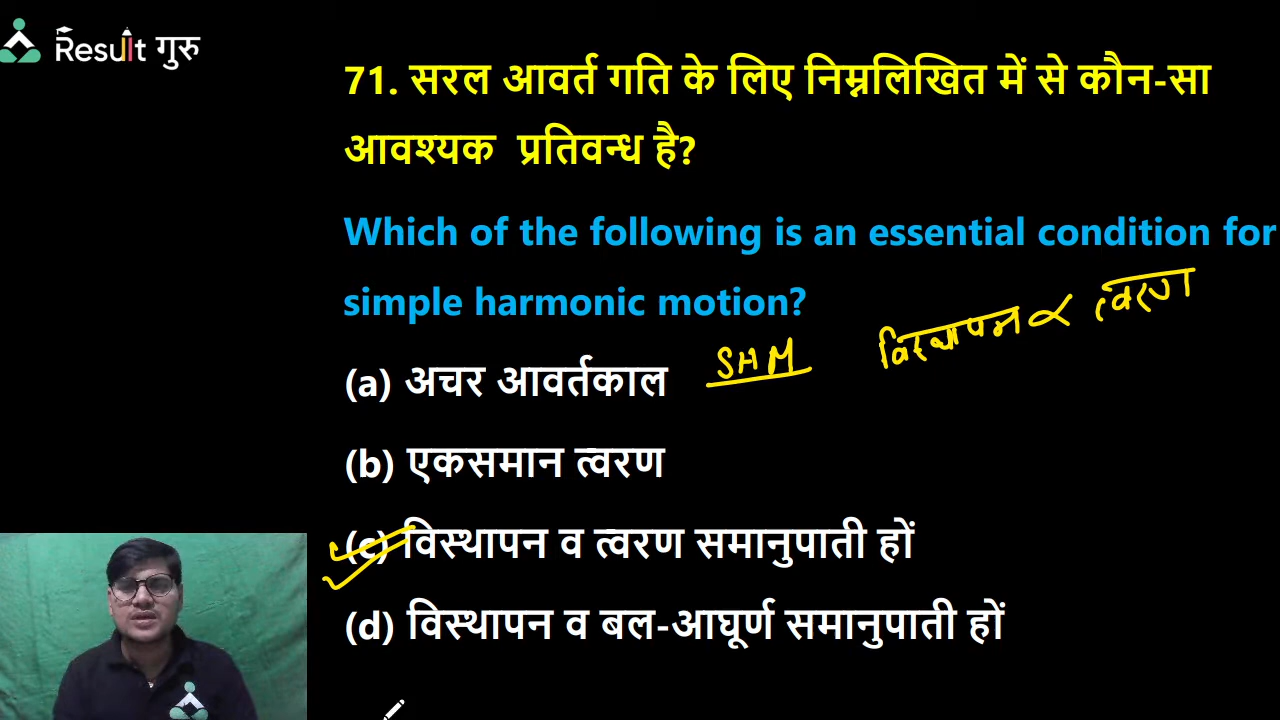 Result गुरु
71. सरल आवर्त गति के लिए निम्नलिखित में से कौन-सा
आवश्यक प्रतिवन्ध है?
Which of the following is an essential condition for
simple harmonic motion?
विस्थापन ∝ त्वरण
(a) अचर आवर्तकाल SHM
(b) एकसमान त्वरण
(c) विस्थापन व त्वरण समानुपाती हों
(d) विस्थापन व बल-आघूर्ण समानुपाती हों